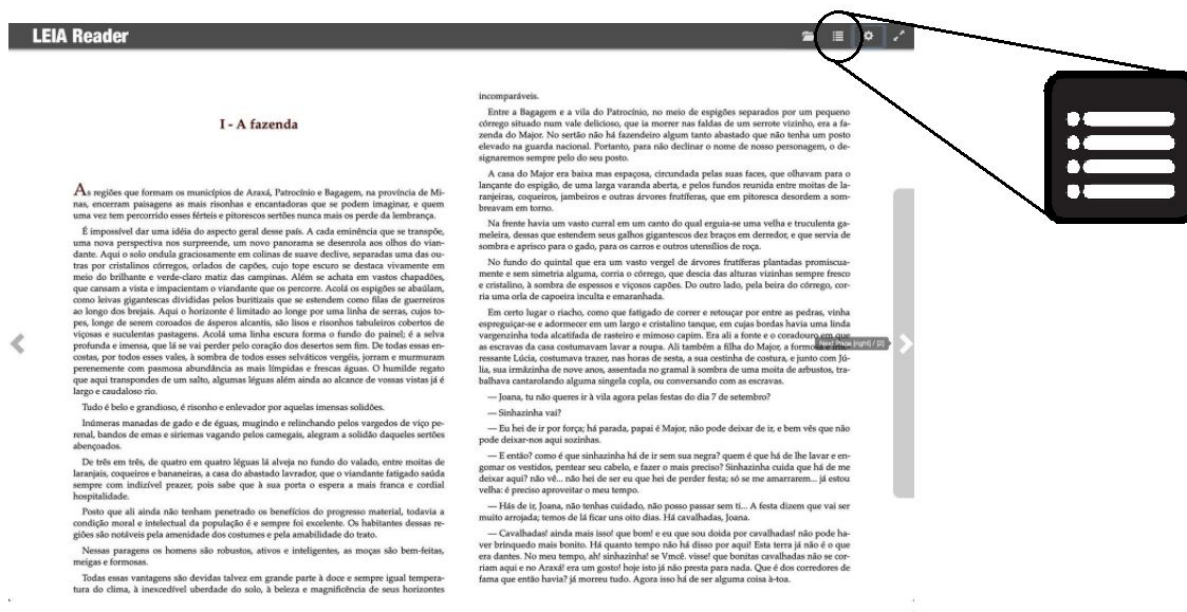 LEIA Reader
I - A fazenda
As regiões que formam os municípios de Araxá, Patrocínio e Bagagem, na província de Mi-
nas, encerram paisagens as mais risonhas e encantadoras que se podem imaginar, e quem
uma vez tem percorrido esses férteis e pitorescos sertões nunca mais os perde da lembrança.
É impossível dar uma idéia do aspecto geral desse país. A cada eminência que se transpõe,
uma nova perspectiva nos surpreende, um novo panorama se desenrola aos olhos do vian-
dante. Aqui o solo ondula graciosamente em colinas de suave declive, separadas uma das ou-
tras por cristalinos córregos, orlados de capões, cujo tope escuro se destaca vivamente em
meio do brilhante e verde-claro matiz das campinas. Além se achata em vastos chapadões,
que cansam a vista e impacientam o viandante que os percorre. Acolá os espigões se abaúlam,
como leivas gigantescas divididas pelos buritizais que se estendem como filas de guerreiros
ao longo dos brejais. Aqui o horizonte é limitado ao longe por uma linha de serras, cujos to-
pes, longe de serem coroados de ásperos alcantis, são lisos e risonhos tabuleiros cobertos de
viçosas e suculentas pastagens. Acolá uma linha escura forma o fundo do painel; é a selva
profunda e imensa, que lá se vai perder pelo coração dos desertos sem fim. De todas essas en-
costas, por todos esses vales, à sombra de todos esses selváticos vergéis, jorram e murmuram
perenemente com pasmosa abundância as mais límpidas e frescas águas. O humilde regato
que aqui transpondes de um salto, algumas léguas além ainda ao alcance de vossas vistas já é
largo e caudaloso rio.
Tudo é belo e grandioso, é risonho e enlevador por aquelas imensas solidões.
Inúmeras manadas de gado e de éguas, mugindo e relinchando pelos vargedos de viço pe-
renal, bandos de emas e siriemas vagando pelos camegais, alegram a solidão daqueles sertões
abençoados.
De três em três, de quatro em quatro léguas lá alveja no fundo do valado, entre moitas de
laranjais, coqueiros e bananeiras, a casa do abastado lavrador, que o viandante fatigado saúda
sempre com indizível prazer, pois sabe que à sua porta o espera a mais franca e cordial
hospitalidade.
Posto que ali ainda não tenham penetrado os benefícios do progresso material, todavia a
condição moral e intelectual da população é e sempre foi excelente. Os habitantes dessas re-
giões são notáveis pela amenidade dos costumes e pela amabilidade do trato.
Nessas paragens os homens são robustos, ativos e inteligentes, as moças são bem-feitas,
meigas e formosas.
Todas essas vantagens são devidas talvez em grande parte à doce e sempre igual tempera-
tura do clima, à inexcedível uberdade do solo, à beleza e magnificência de seus horizontes
incomparáveis.
Entre a Bagagem e a vila do Patrocínio, no meio de espigões separados por um pequeno
córrego situado num vale delicioso, que ia morrer nas faldas de um serrote vizinho, era a fa-
zenda do Major. No sertão não há fazendeiro algum tanto abastado que não tenha um posto
elevado na guarda nacional. Portanto, para não declinar o nome de nosso personagem, o de-
signaremos sempre pelo do seu posto.
A casa do Major era baixa mas espaçosa, circundada pelas suas faces, que olhavam para o
lançante do espigão, de uma larga varanda aberta, e pelos fundos reunida entre moitas de la-
ranjeiras, coqueiros, jambeiros e outras árvores frutíferas, que em pitoresca desordem a som-
breavam em torno.
Na frente havia um vasto curral em um canto do qual erguia-se uma velha e truculenta ga-
meleira, dessas que estendem seus galhos gigantescos dez braços em derredor, e que servia de
sombra e aprisco para o gado, para os carros e outros utensílios de roça.
No fundo do quintal que era um vasto vergel de árvores frutíferas plantadas promiscua-
mente e sem simetria alguma, corria o córrego, que descia das alturas vizinhas sempre fresco
e cristalino, à sombra de espessos e viçosos capões. Do outro lado, pela beira do córrego, cor-
ria uma orla de capoeira inculta e emaranhada.
Em certo lugar o riacho, como que fatigado de correr e retouçar por entre as pedras, vinha
espreguiçar-se e adormecer em um largo e cristalino tanque, em cujas bordas havia uma linda
vargenzinha toda alcatifada de rasteiro e mimoso capim. Era ali a fonte e o coradouro em que
as escravas da casa costumavam lavar a roupa. Ali também a filha do Major, a formosa e
ressante Lúcia, costumava trazer, nas horas de sesta, a sua cestinha de costura, e junto com Jú-
lia, sua irmãzinha de nove anos, assentada no gramal à sombra de uma moita de arbustos, tra-
balhava cantarolando alguma singela copla, ou conversando com as escravas.
Next Page [right] / [2]
— Joana, tu não queres ir à vila agora pelas festas do dia 7 de setembro?
— Sinhazinha vai?
— Eu hei de ir por força; há parada, papai é Major, não pode deixar de ir, e bem vês que não
pode deixar-nos aqui sozinhas.
— E então? como é que sinhazinha há de ir sem sua negra? quem é que há de lhe lavar e en-
gomar os vestidos, pentear seu cabelo, e fazer o mais preciso? Sinhazinha cuida que há de me
deixar aqui? não vê... não hei de ser eu que hei de perder festa; só se me amarrarem... já estou
velha: é preciso aproveitar o meu tempo.
— Hás de ir, Joana, não tenhas cuidado, não posso passar sem ti... A festa dizem que vai ser
muito arrojada; temos de lá ficar uns oito dias. Há cavalhadas, Joana.
— Cavalhadas! ainda mais isso! que bom! e eu que sou doida por cavalhadas! não pode ha-
ver brinquedo mais bonito. Há quanto tempo não há disso por aqui! Esta terra já não é o que
era dantes. No meu tempo, ah! sinhazinha! se Vmcê. visse! que bonitas cavalhadas não se cor-
riam aqui e no Araxá! era um gosto! hoje isto já não presta para nada. Que é dos corredores de
fama que então havia? já morreu tudo. Agora isso há de ser alguma coisa à-toa.